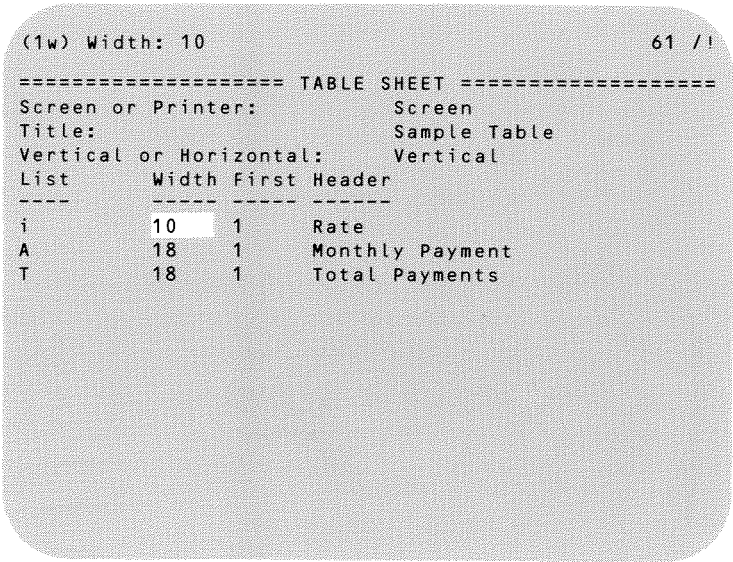 (1w) Width: 10 61 /!
==================== TABLE SHEET ===================
Screen or Printer: Screen
Title: Sample Table
Vertical or Horizontal: Vertical
List Width First Header
---- ----- ----- ------
i 10 1 Rate
A 18 1 Monthly Payment
T 18 1 Total Payments